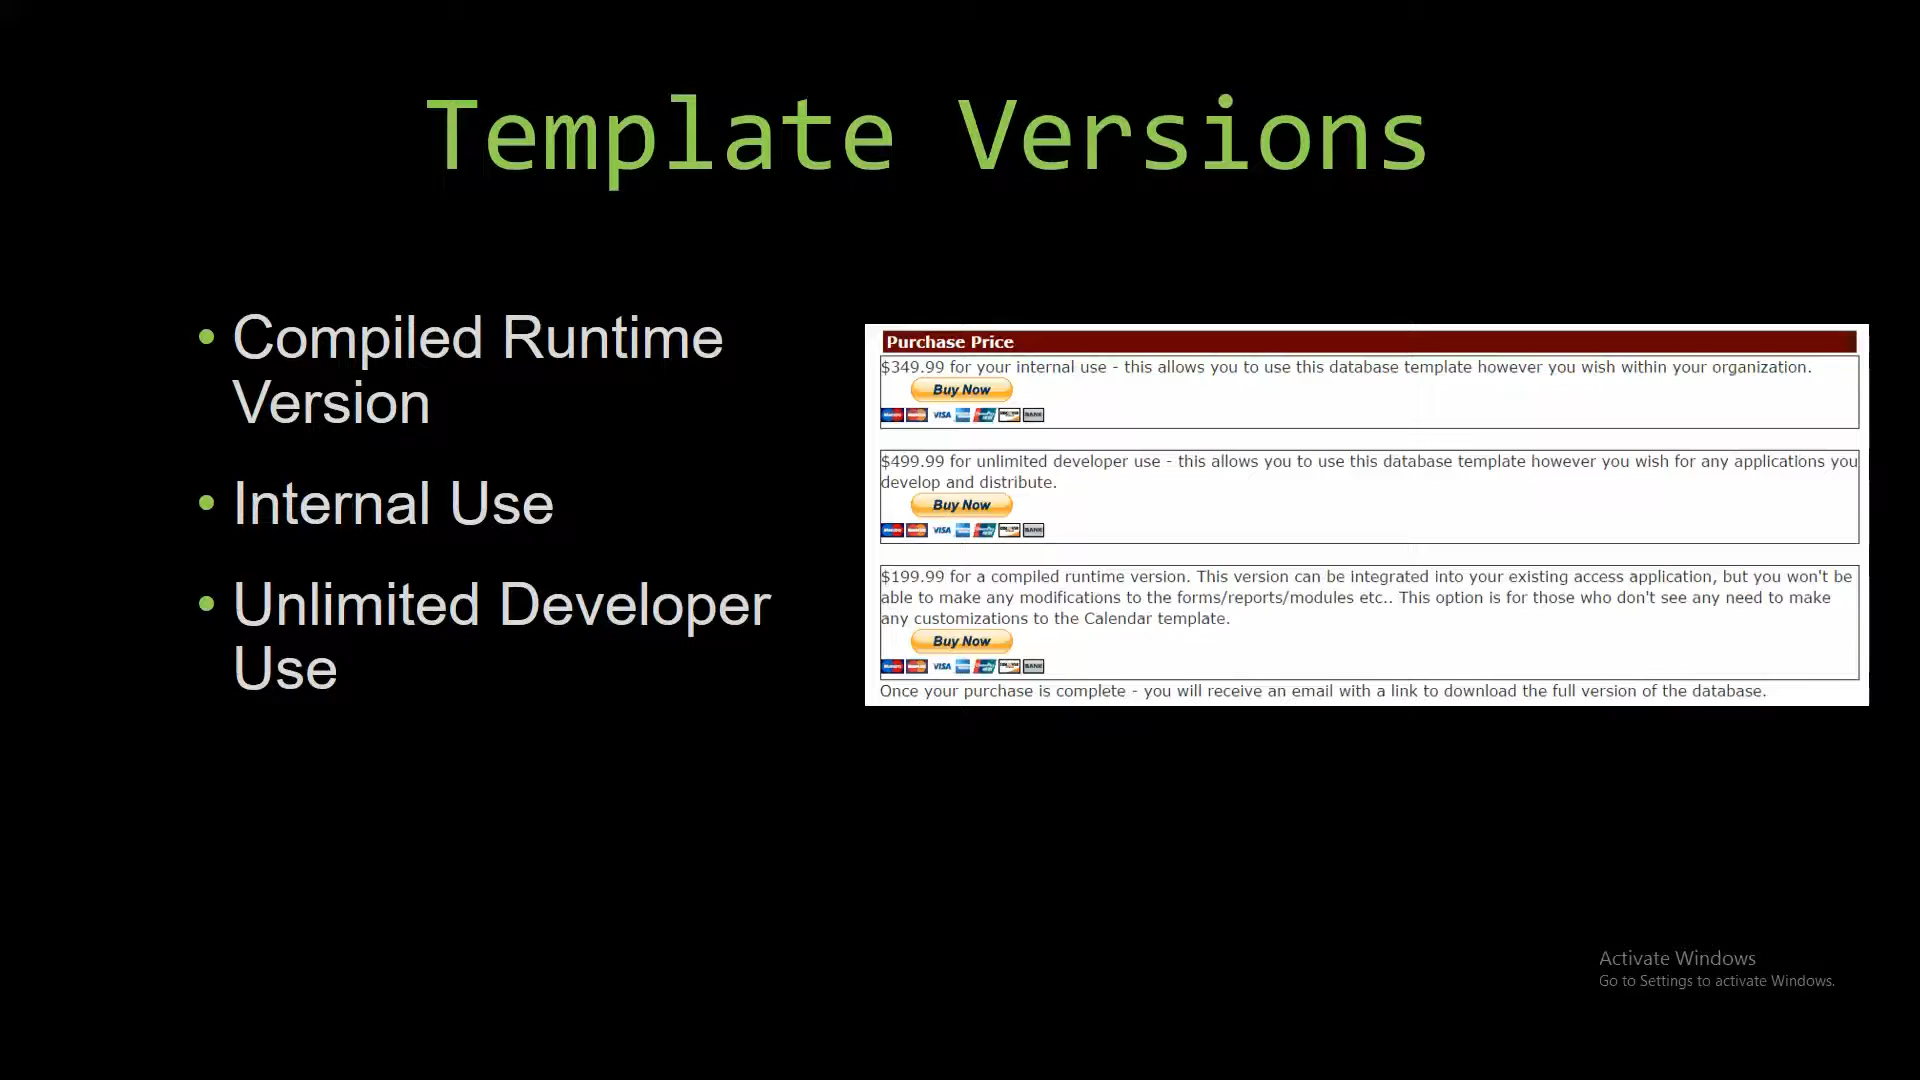 Template Versions
• Compiled Runtime
Version
• Internal Use
• Unlimited Developer
Use
Purchase Price
$349.99 for your internal use - this allows you to use this database template however you wish within your organization.
Buy Now
VISA BANK
$499.99 for unlimited developer use - this allows you to use this database template however you wish for any applications you
develop and distribute.
Buy Now
VISA BANK
$199.99 for a compiled runtime version. This version can be integrated into your existing access application, but you won't be
able to make any modifications to the forms/reports/modules etc.. This option is for those who don't see any need to make
any customizations to the Calendar template.
Buy Now
VISA BANK
Once your purchase is complete - you will receive an email with a link to download the full version of the database.
Activate Windows
Go to Settings to activate Windows.